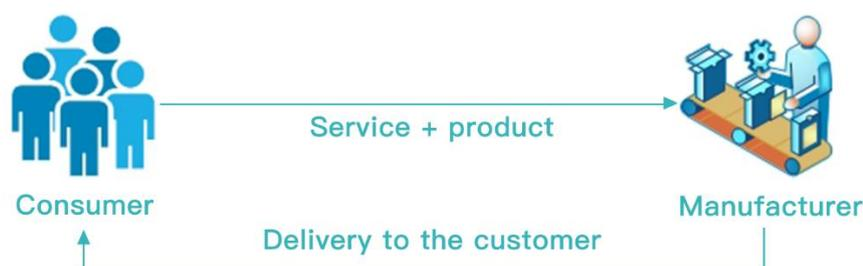 Service + product
Consumer
Manufacturer
Delivery to the customer